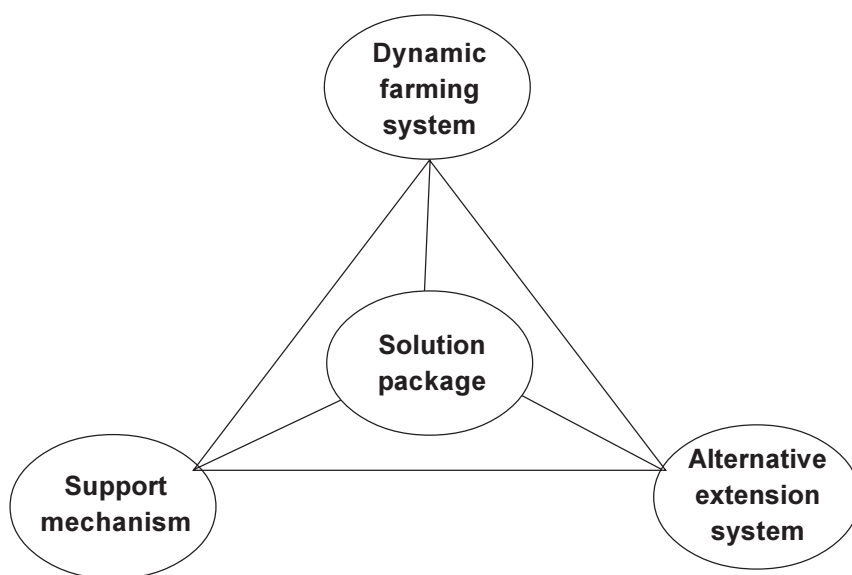 Dynamic
farming
system
Solution
package
Support
mechanism
Alternative
extension
system